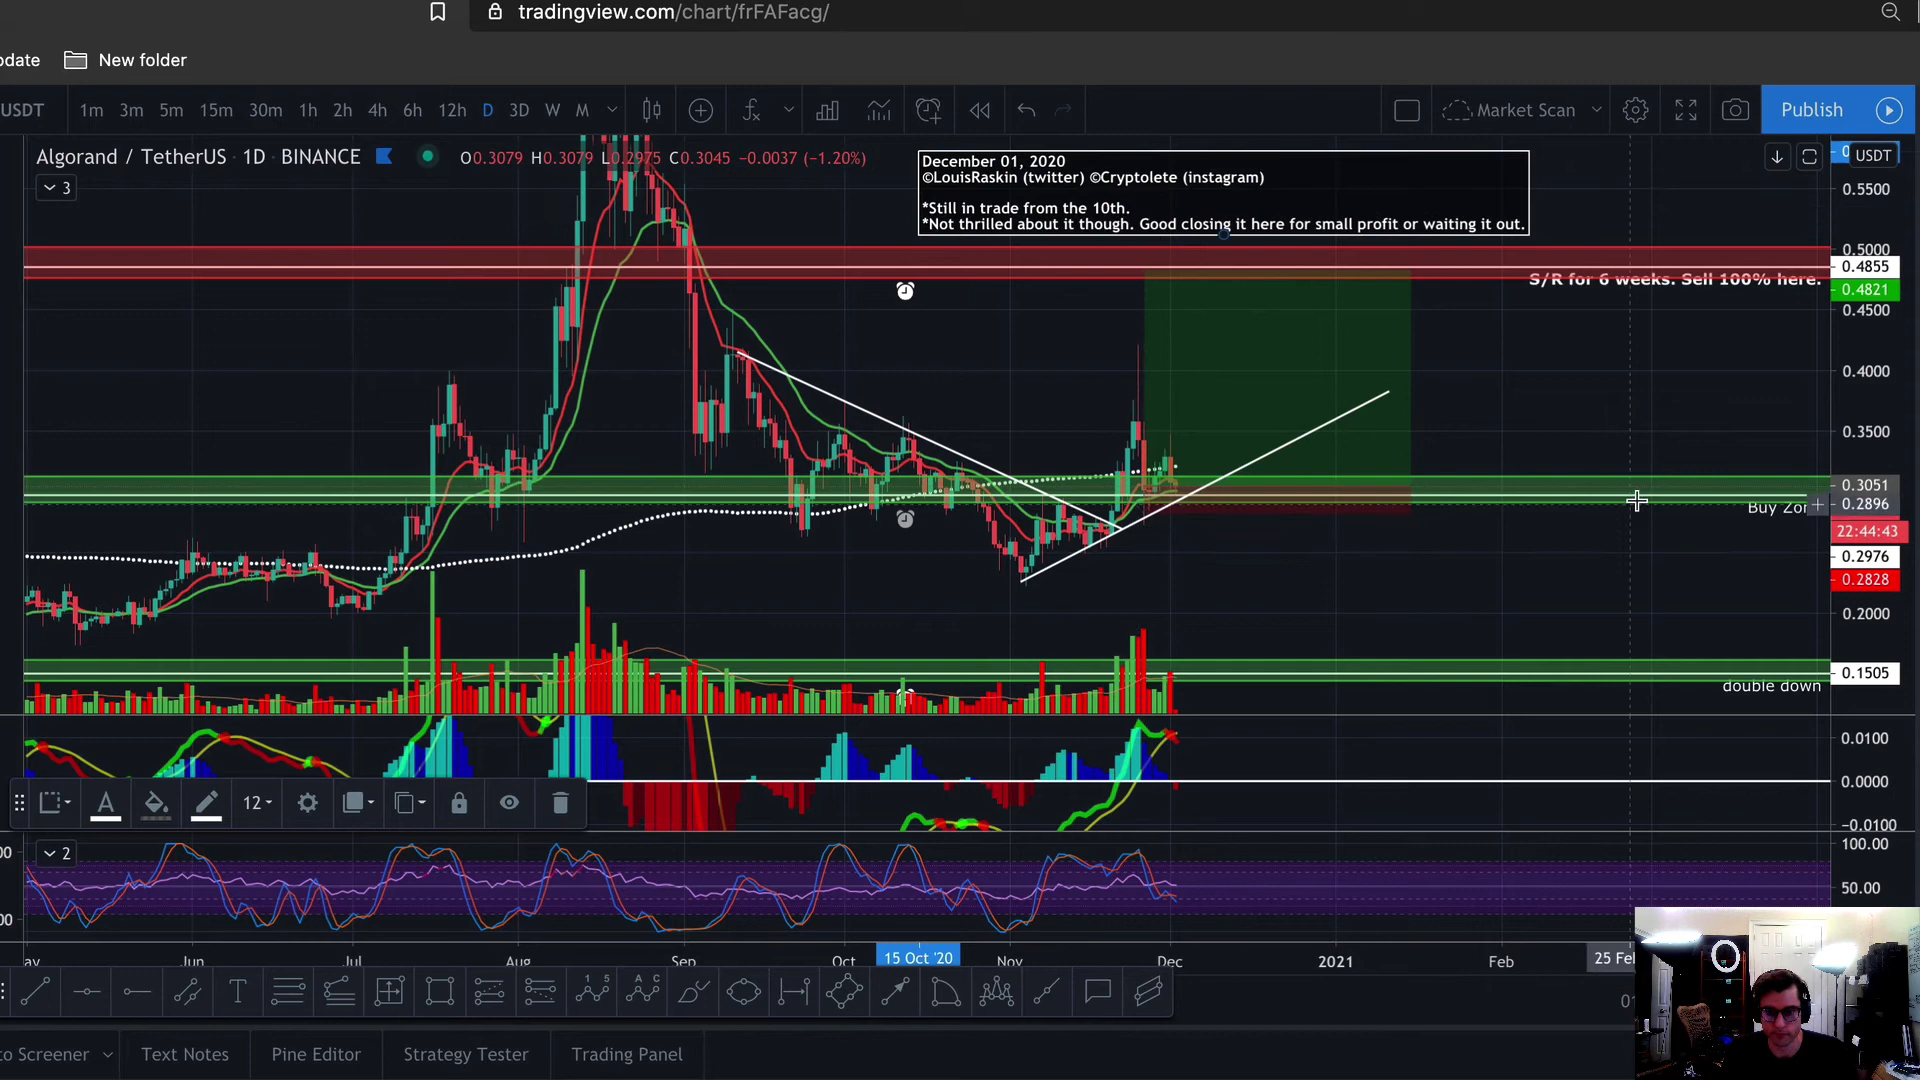 tradingview.com/chart/frFAFacg/
pdate New folder
USDT 1m 3m 5m 15m 30m 1h 2h 4h 6h 12h D 3D W M Market Scan Publish
Algorand / TetherUS · 1D · BINANCE O0.3079 H0.3079 L0.2975 C0.3045 −0.0037 (−1.20%)
3
December 01, 2020
©LouisRaskin (twitter) ©Cryptolete (instagram)
*Still in trade from the 10th.
*Not thrilled about it though. Good closing it here for small profit or waiting it out.
USDT
0.5500
0.5000
0.4855
S/R for 6 weeks. Sell 100% here.
0.4821
0.4500
0.4000
0.3500
0.3051
0.2896
Buy Zon
22:44:43
0.2976
0.2828
0.2000
0.1505
double down
0.0100
0.0000
−0.0100
12
2
100.00
50.00
ay Jun Jul Aug Sep Oct 15 Oct '20 Nov Dec 2021 Feb 25 Fe
to Screener Text Notes Pine Editor Strategy Tester Trading Panel